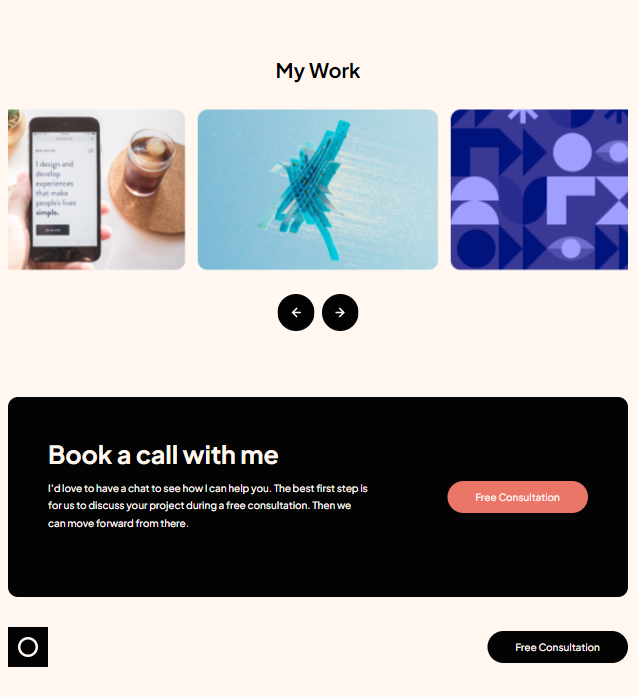 My Work
I design and
develop
experiences
that make
people's lives
simple.
Book a call with me
I'd love to have a chat to see how I can help you. The best first step is
for us to discuss your project during a free consultation. Then we
can move forward from there.
Free Consultation
Free Consultation